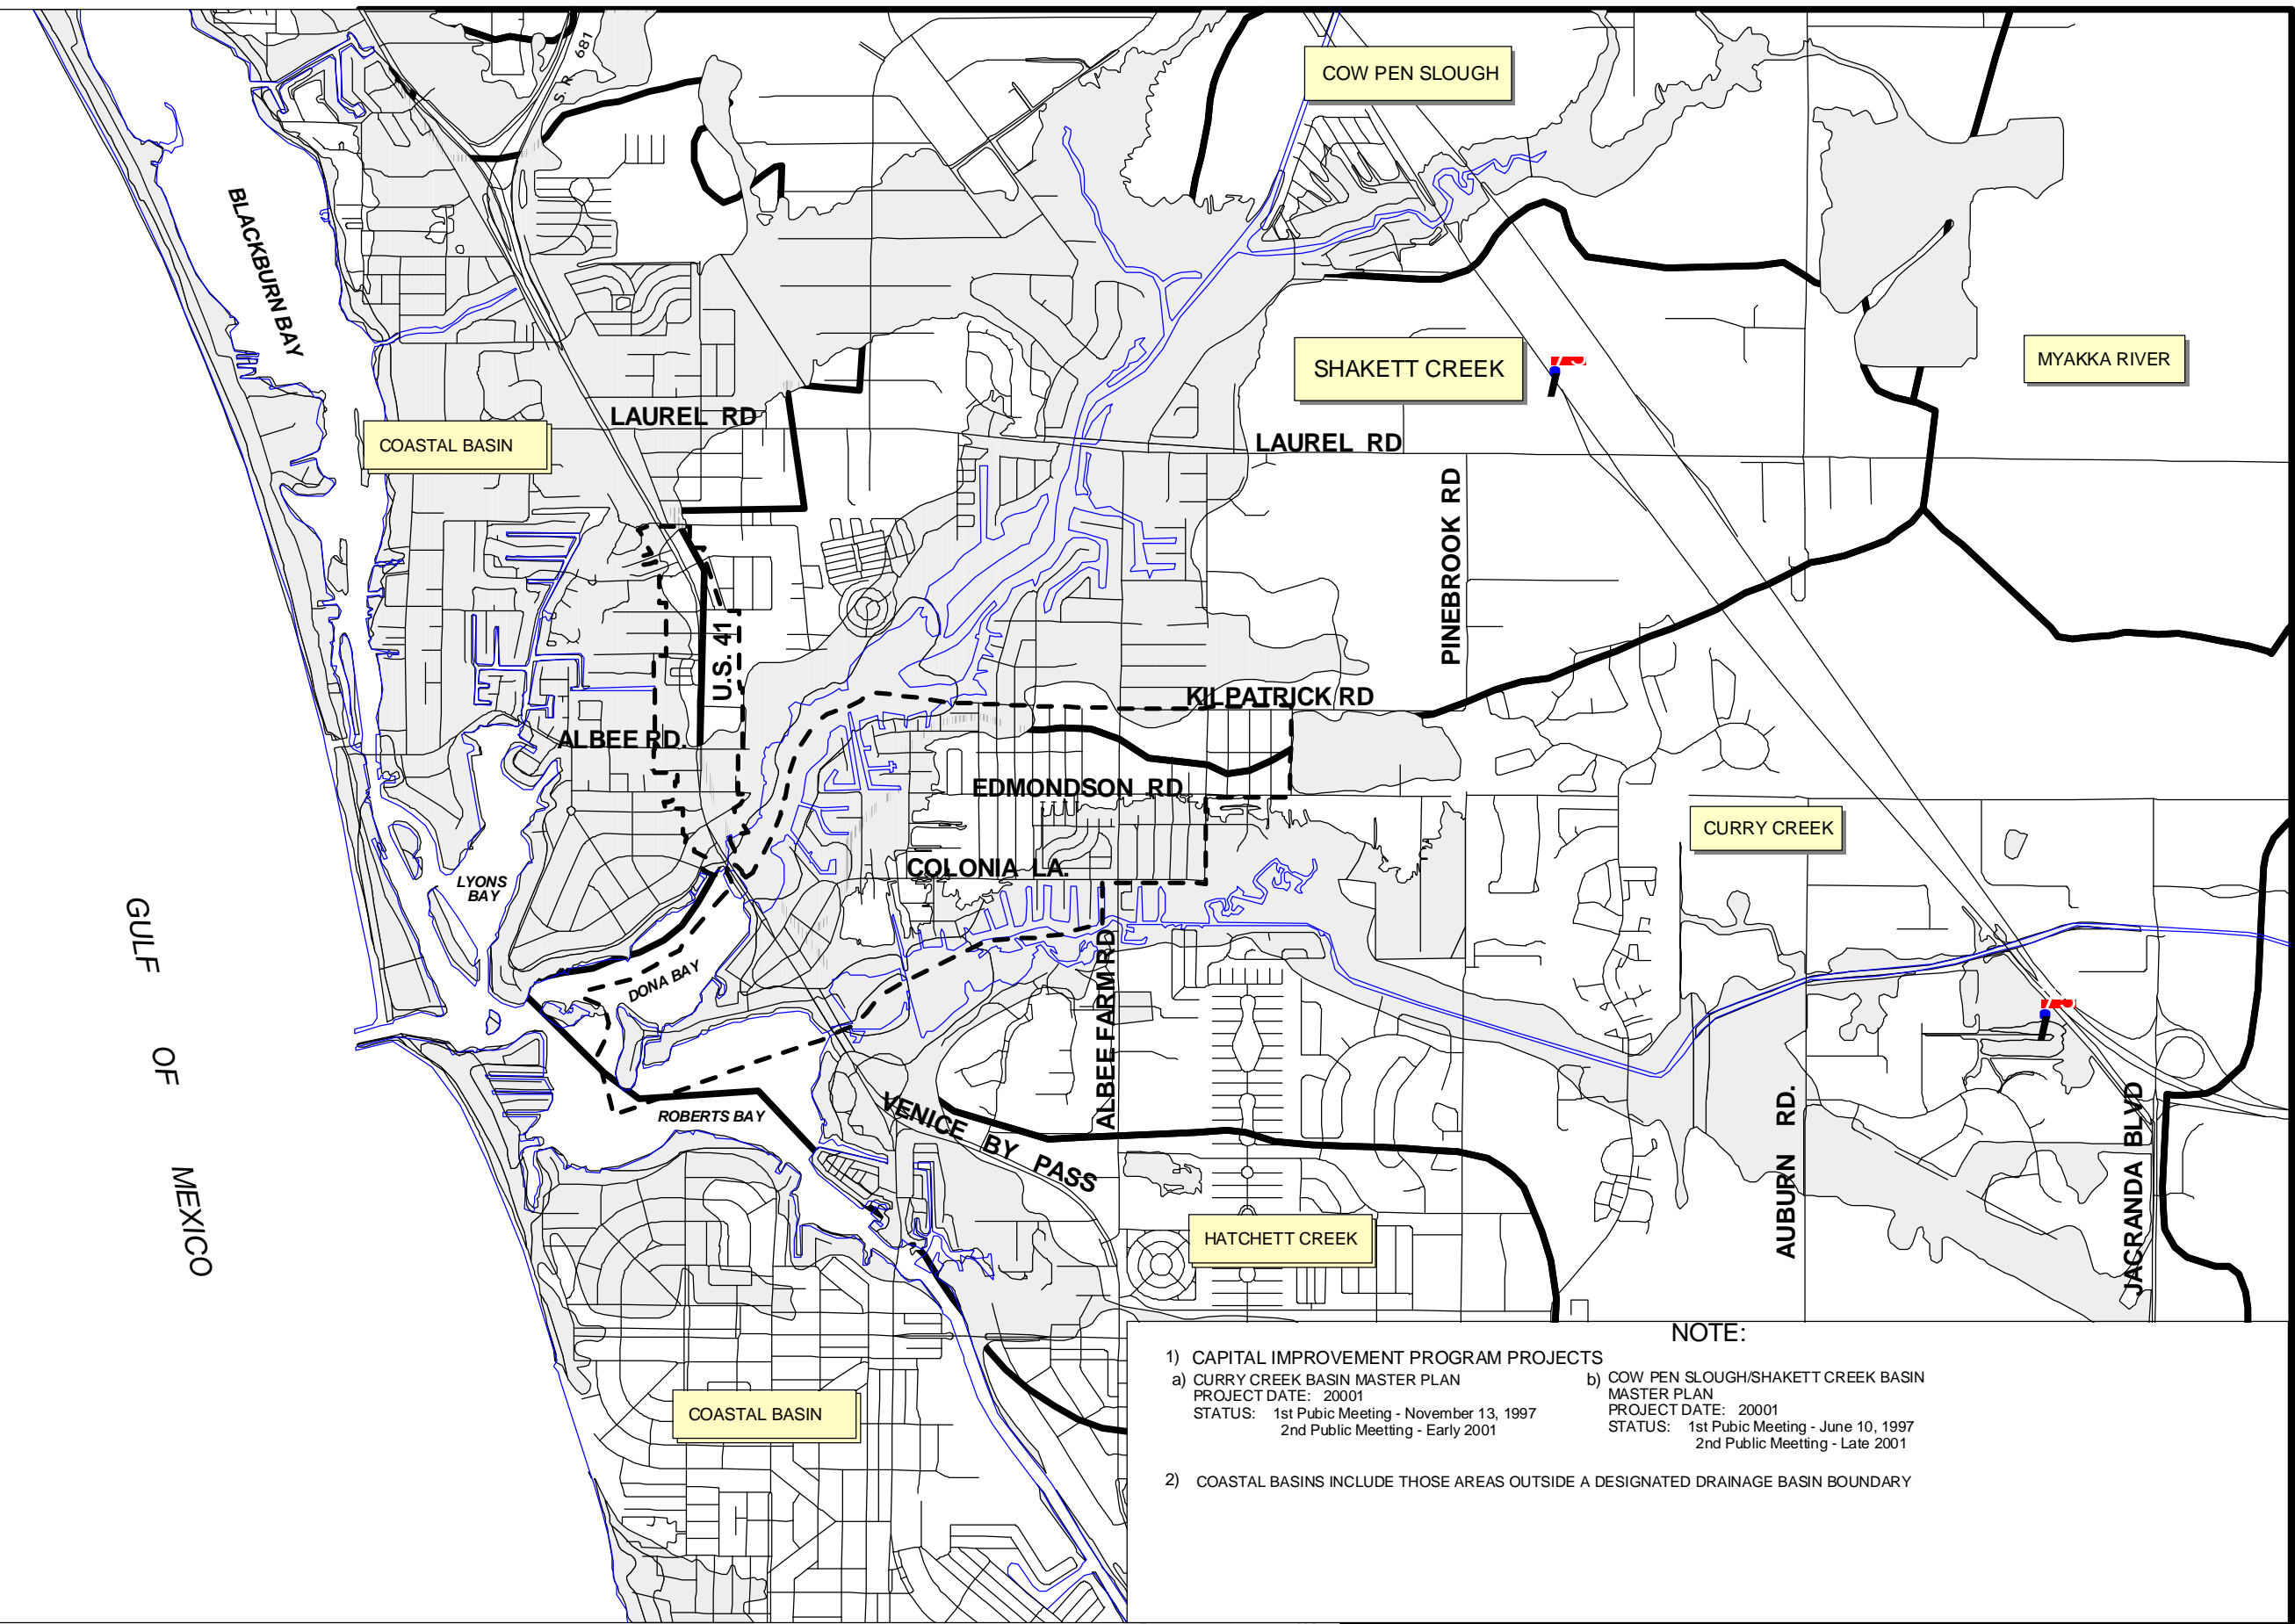 S. R. 681
COW PEN SLOUGH
BLACKBURN BAY
SHAKETT CREEK
MYAKKA RIVER
LAUREL RD
COASTAL BASIN
LAUREL RD
PINEBROOK RD
U.S. 41
KILPATRICK RD
ALBEE RD.
EDMONDSON RD
CURRY CREEK
COLONIA LA.
LYONS
BAY
GULF
OF
MEXICO
DONA BAY
ALBEE FARM RD
ROBERTS BAY
VENICE BY PASS
AUBURN RD.
JACRANDA BLVD
HATCHETT CREEK
COASTAL BASIN
NOTE:
1) CAPITAL IMPROVEMENT PROGRAM PROJECTS
a) CURRY CREEK BASIN MASTER PLAN
PROJECT DATE: 20001
STATUS: 1st Pubic Meeting - November 13, 1997
2nd Public Meetting - Early 2001
b) COW PEN SLOUGH/SHAKETT CREEK BASIN
MASTER PLAN
PROJECT DATE: 20001
STATUS: 1st Pubic Meeting - June 10, 1997
2nd Public Meetting - Late 2001
2) COASTAL BASINS INCLUDE THOSE AREAS OUTSIDE A DESIGNATED DRAINAGE BASIN BOUNDARY